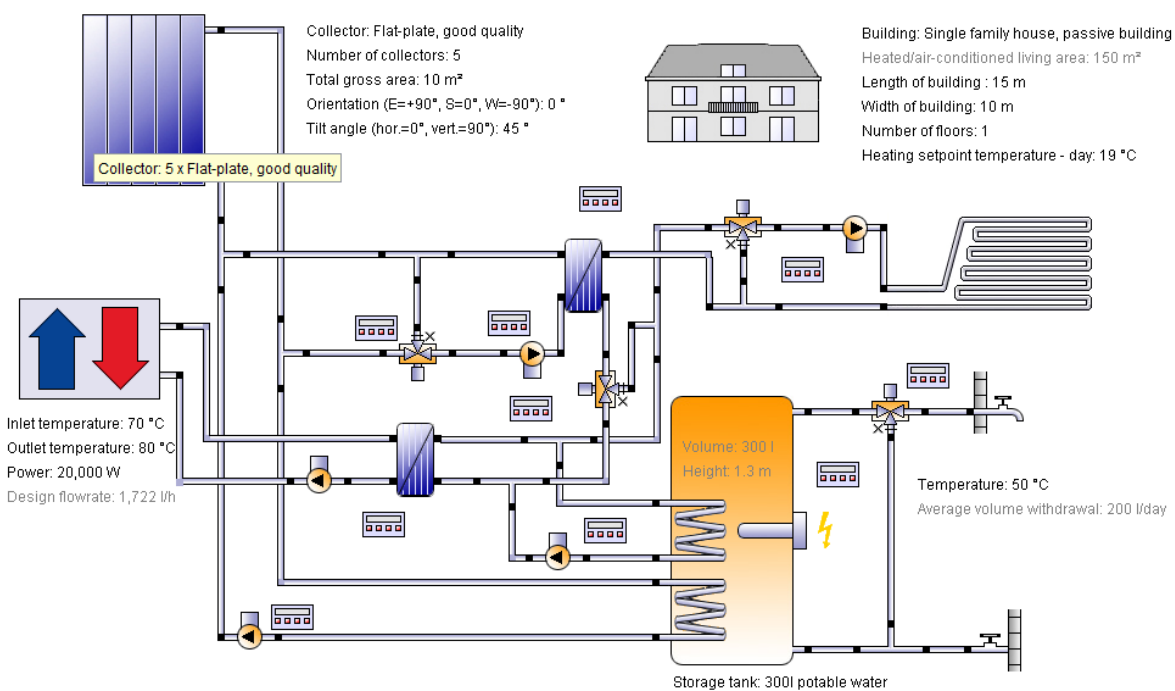 Collector: Flat-plate, good quality
Number of collectors: 5
Total gross area: 10 m²
Orientation (E=+90°, S=0°, W=-90°): 0 °
Tilt angle (hor.=0°, vert.=90°): 45 °
Building: Single family house, passive building
Heated/air-conditioned living area: 150 m²
Length of building : 15 m
Width of building: 10 m
Number of floors: 1
Heating setpoint temperature - day: 19 °C
Collector: 5 x Flat-plate, good quality
Inlet temperature: 70 °C
Outlet temperature: 80 °C
Power: 20,000 W
Design flowrate: 1,722 l/h
Volume: 300 l
Height: 1.3 m
Temperature: 50 °C
Average volume withdrawal: 200 l/day
Storage tank: 300l potable water